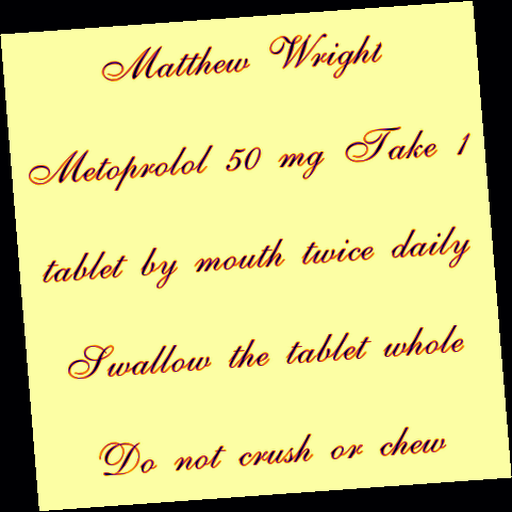 Matthew Wright
Metoprolol 50 mg Take 1
tablet by mouth twice daily
Swallow the tablet whole
Do not crush or chew